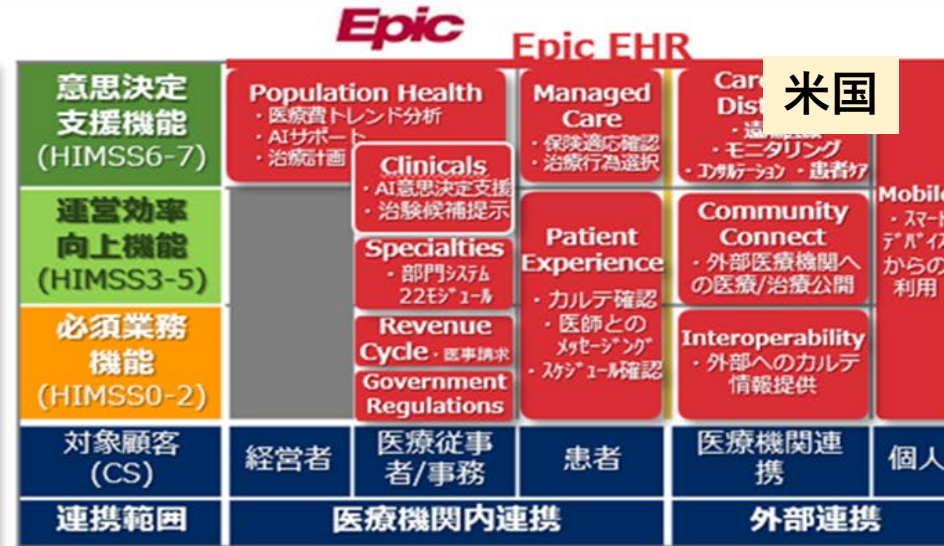 Epic
Epic EHR
米国
意思決定
支援機能
(HIMSS6-7)
Population Health
・医療費トレンド分析
・AIサポート
・治療計画
Clinicals
・AI意思決定支援
・治験候補提示
Managed
Care
・保険適応確認
・治療行為選択
・モニタリング
・コンサルテーション ・患者ケア
運営効率
向上機能
(HIMSS3-5)
Specialties
・部門システム
22モジュール
Patient
Experience
・カルテ確認
・医師との
メッセージング
・スケジュール確認
Community
Connect
・外部医療機関へ
の医療/治療公開
Mobile
・スマート
デバイス
からの
利用
必須業務
機能
(HIMSS0-2)
Revenue
Cycle ・医事請求
Government
Regulations
Interoperability
・外部へのカルテ
情報提供
対象顧客
(CS)
経営者
医療従事
者/事務
患者
医療機関連
携
個人
連携範囲
医療機関内連携
外部連携